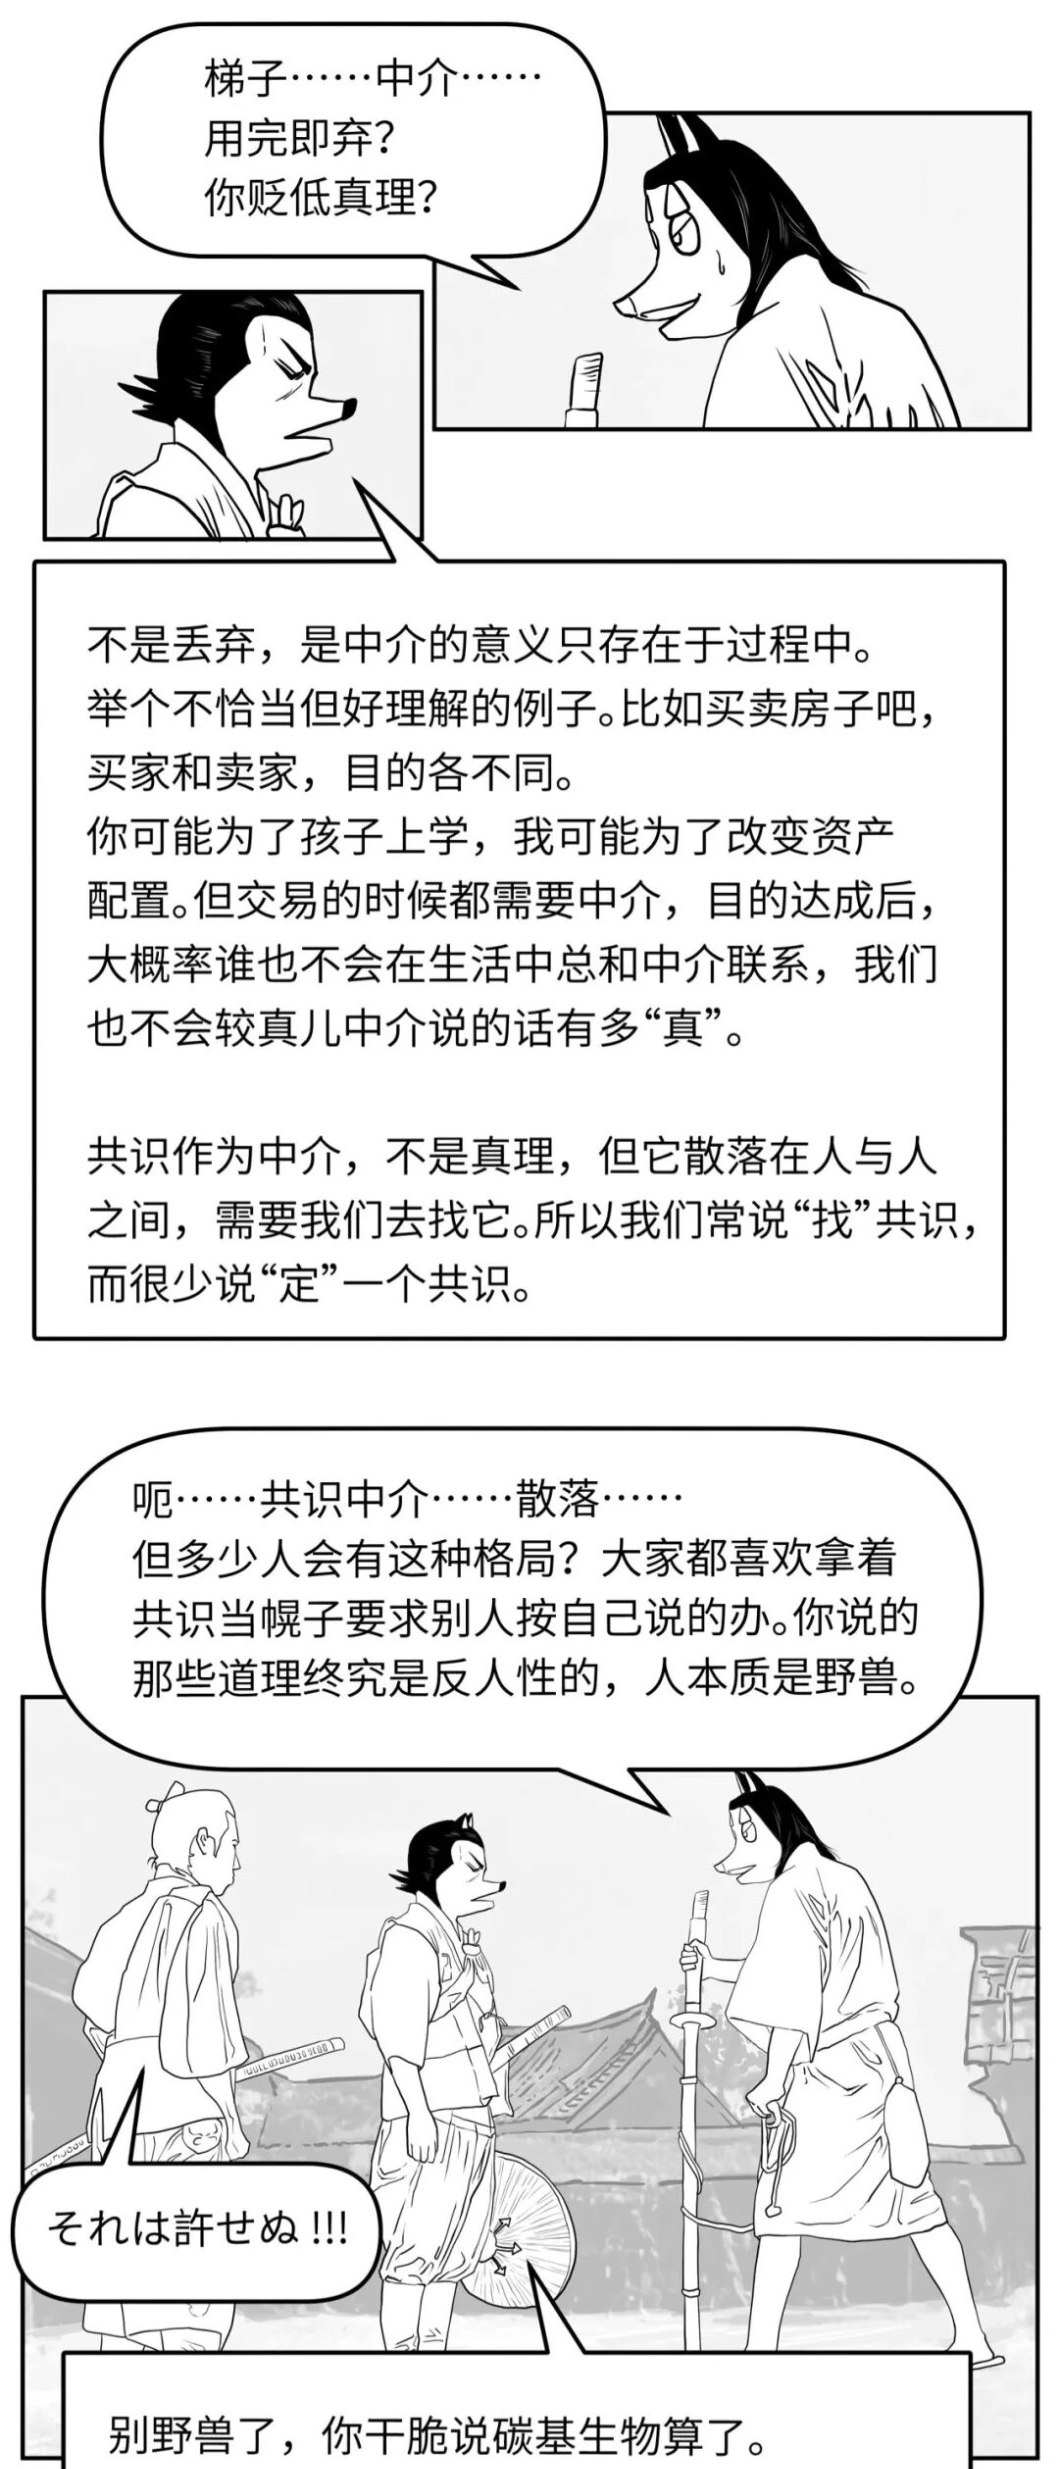 梯子……中介……
用完即弃？
你贬低真理？
不是丢弃，是中介的意义只存在于过程中。
举个不恰当但好理解的例子。比如买卖房子吧，
买家和卖家，目的各不同。
你可能为了孩子上学，我可能为了改变资产
配置。但交易的时候都需要中介，目的达成后，
大概率谁也不会在生活中总和中介联系，我们
也不会较真儿中介说的话有多“真”。
共识作为中介，不是真理，但它散落在人与人
之间，需要我们去找它。所以我们常说“找”共识，
而很少说“定”一个共识。
呃……共识中介……散落……
但多少人会有这种格局？大家都喜欢拿着
共识当幌子要求别人按自己说的办。你说的
那些道理终究是反人性的，人本质是野兽。
それは許せぬ!!!
别野兽了，你干脆说碳基生物算了。